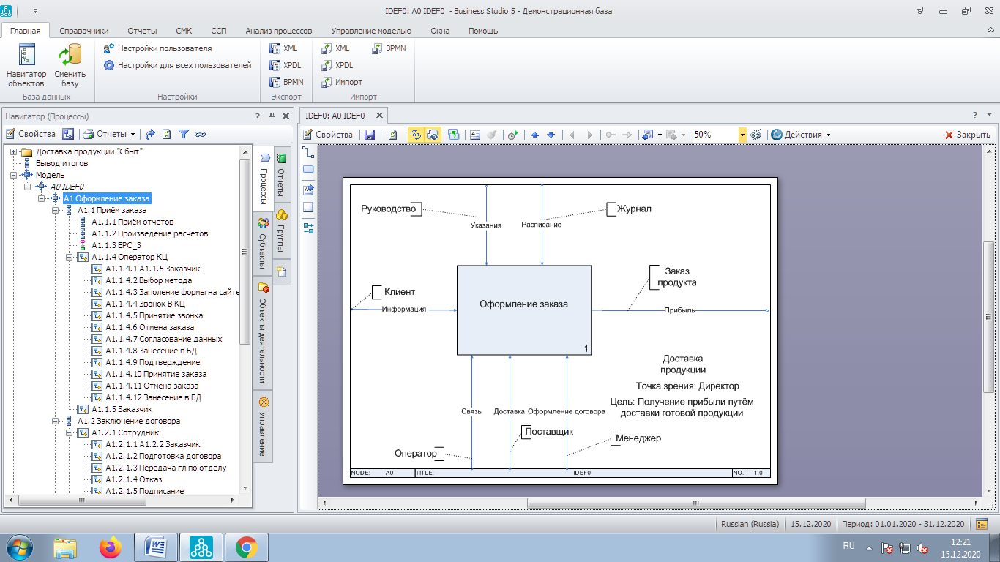 IDEF0: A0 IDEF0 - Business Studio 5 - Демонстрационная база
Главная Справочники Отчеты СМК ССП Анализ процессов Управление моделью Окна Помощь
Навигатор объектов
Сменить базу
База данных
Настройки пользователя
Настройки для всех пользователей
Настройки
XML
XPDL
BPMN
Экспорт
XML
XPDL
Импорт
BPMN
Импорт
Навигатор (Процессы)
Свойства Отчеты
Доставка продукции "Сбыт"
Вывод итогов
Модель
A0 IDEF0
A1 Оформление заказа
A1.1 Приём заказа
A1.1.1 Приём отчетов
A1.1.2 Произведение расчетов
A1.1.3 EPC_3
A1.1.4 Оператор КЦ
A1.1.4.1 A1.1.5 Заказчик
A1.1.4.2 Выбор метода
A1.1.4.3 Заполение формы на сайте
A1.1.4.4 Звонок В КЦ
A1.1.4.5 Принятие звонка
A1.1.4.6 Отмена заказа
A1.1.4.7 Согласование данных
A1.1.4.8 Занесение в БД
A1.1.4.9 Подтверждение
A1.1.4.10 Принятие заказа
A1.1.4.11 Отмена заказа
A1.1.4.12 Занесение в БД
A1.1.5 Заказчик
A1.2 Заключение договора
A1.2.1 Сотрудник
A1.2.1.1 A1.2.2 Заказчик
A1.2.1.2 Подготовка договора
A1.2.1.3 Передача гл по отделу
A1.2.1.4 Отказ
A1.2.1.5 Подписание
Процессы
Субъекты
Объекты деятельности
Управление
Отчеты
Группы
IDEF0: A0 IDEF0
Свойства 50% Действия Закрыть
Руководство
Журнал
Указания
Расписание
Заказ
продукта
Клиент
Информация
Оформление заказа
1
Прибыль
Доставка
продукции
Точка зрения: Директор
Цель: Получение прибыли путём
доставки готовой продукции
Связь
Доставка
Оформление договора
Поставщик
Менеджер
Оператор
NODE: A0 TITLE: IDEF0 NO.: 1.0
Russian (Russia) 15.12.2020 Период: 01.01.2020 - 31.12.2020
RU
12:21
15.12.2020